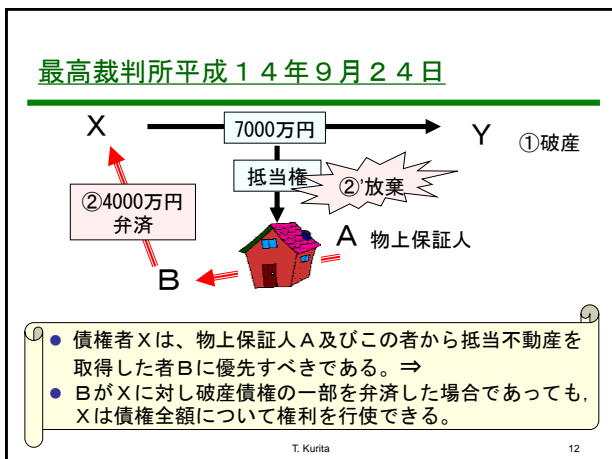 最高裁判所平成１４年９月２４日
X
7000万円
Y
①破産
抵当権
②’放棄
②4000万円
弁済
A 物上保証人
B
● 債権者Ｘは、物上保証人Ａ及びこの者から抵当不動産を
取得した者Ｂに優先すべきである。⇒
● ＢがＸに対し破産債権の一部を弁済した場合であっても，
Ｘは債権全額について権利を行使できる。
T. Kurita
12